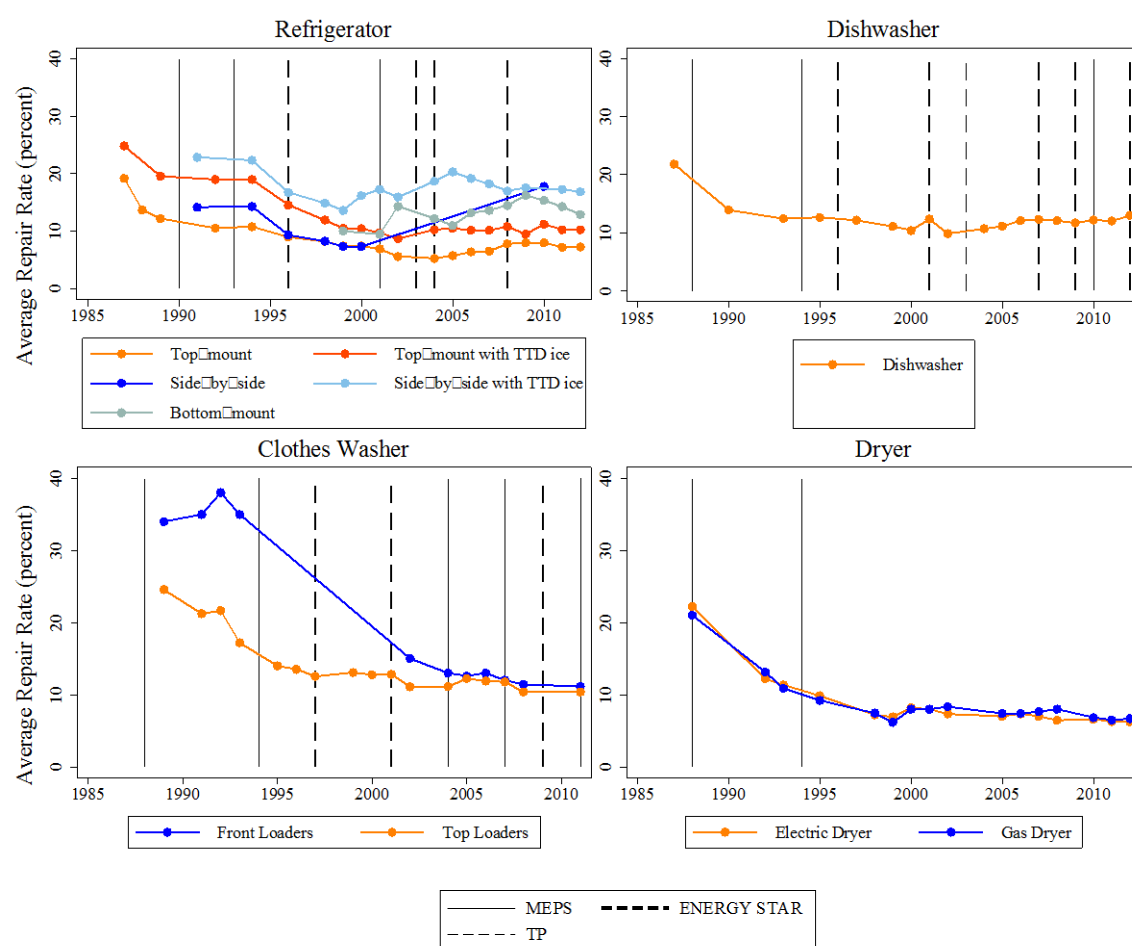 Refrigerator
Average Repair Rate (percent)
40
30
20
10
0
1985 1990 1995 2000 2005 2010
Top□mount Top□mount with TTD ice
Side□by□side Side□by□side with TTD ice
Bottom□mount
Dishwasher
40
30
20
10
0
1985 1990 1995 2000 2005 2010
Dishwasher
Clothes Washer
Average Repair Rate (percent)
40
30
20
10
0
1985 1990 1995 2000 2005 2010
Front Loaders Top Loaders
Dryer
40
30
20
10
0
1985 1990 1995 2000 2005 2010
Electric Dryer Gas Dryer
MEPS ENERGY STAR
TP